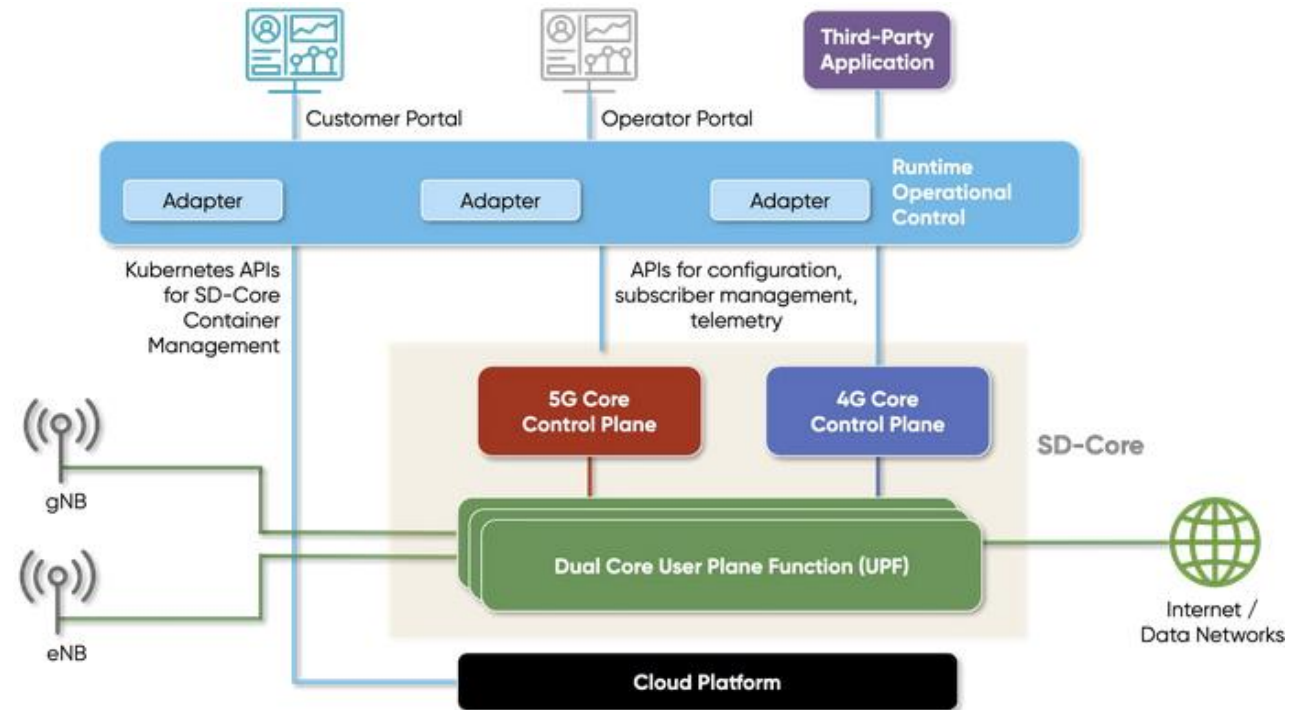 Third-Party
Application
Customer Portal
Operator Portal
Adapter
Adapter
Adapter
Runtime
Operational
Control
Kubernetes APIs
for SD-Core
Container
Management
APIs for configuration,
subscriber management,
telemetry
5G Core
Control Plane
4G Core
Control Plane
SD-Core
gNB
Dual Core User Plane Function (UPF)
Internet /
Data Networks
eNB
Cloud Platform